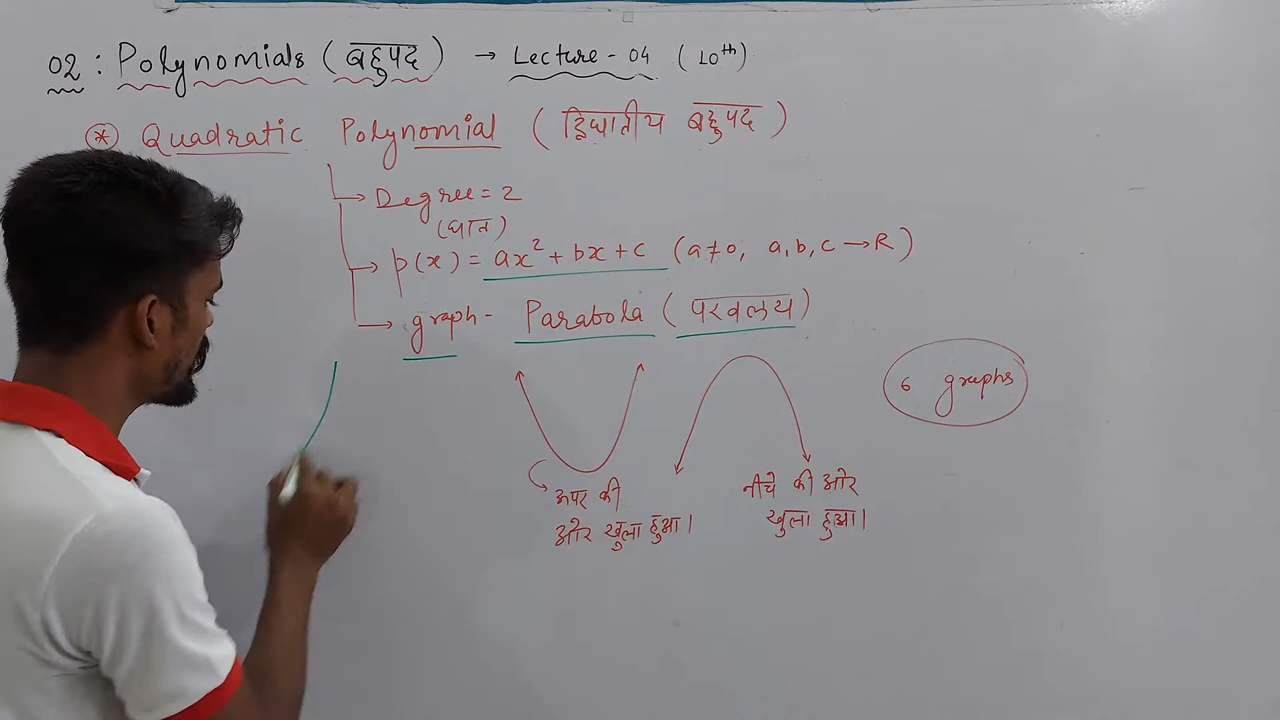 02 : Polynomials (बहुपद) → Lecture - 04 (10th)
* Quadratic Polynomial (द्विघातीय बहुपद)
→ Degree = 2
(घात)
→ p(x) = ax² + bx + c (a ≠ 0, a, b, c → R)
→ graph - Parabola (परवलय)
6 graphs
ऊपर की
ओर खुला हुआ।
नीचे की ओर
खुला हुआ।